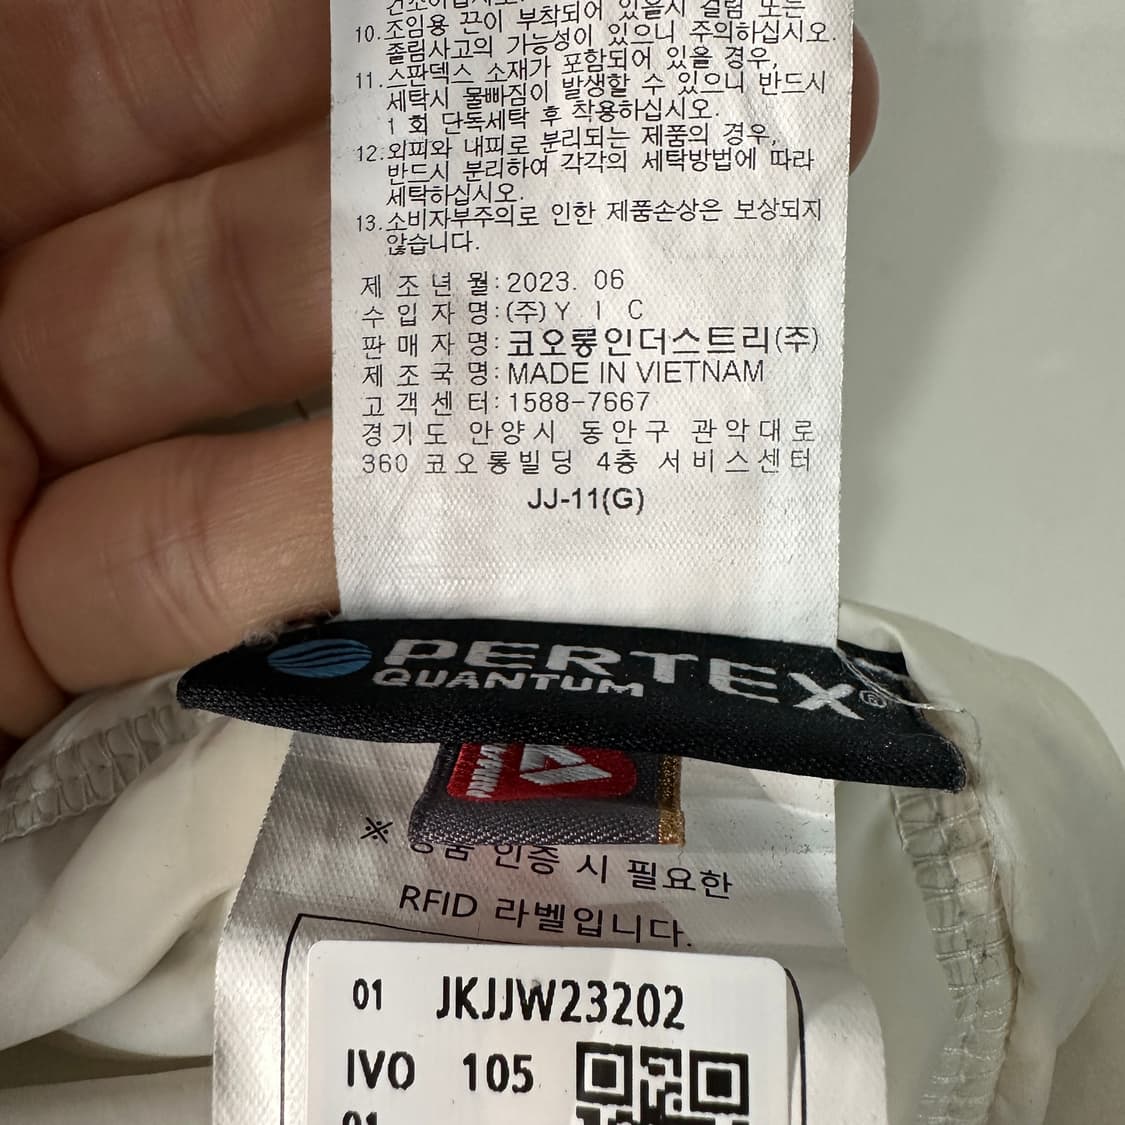 건조하십시오.
10. 조임용 끈이 부착되어 있을시 걸림 또는
졸림사고의 가능성이 있으니 주의하십시오.
11. 스판덱스 소재가 포함되어 있을 경우,
세탁시 물빠짐이 발생할 수 있으니 반드시
1 회 단독세탁 후 착용하십시오.
12. 외피와 내피로 분리되는 제품의 경우,
반드시 분리하여 각각의 세탁방법에 따라
세탁하십시오.
13. 소비자부주의로 인한 제품손상은 보상되지
않습니다.
제 조 년 월: 2023. 06
수 입 자 명: (주) Y I C
판 매 자 명: 코오롱인더스트리(주)
제 조 국 명: MADE IN VIETNAM
고 객 센 터: 1588-7667
경기도 안양시 동안구 관악대로
360 코오롱빌딩 4층 서비스센터
JJ-11(G)
PERTEX®
QUANTUM
※ 정품 인증 시 필요한
RFID 라벨입니다.
01 JKJJW23202
IVO 105
01